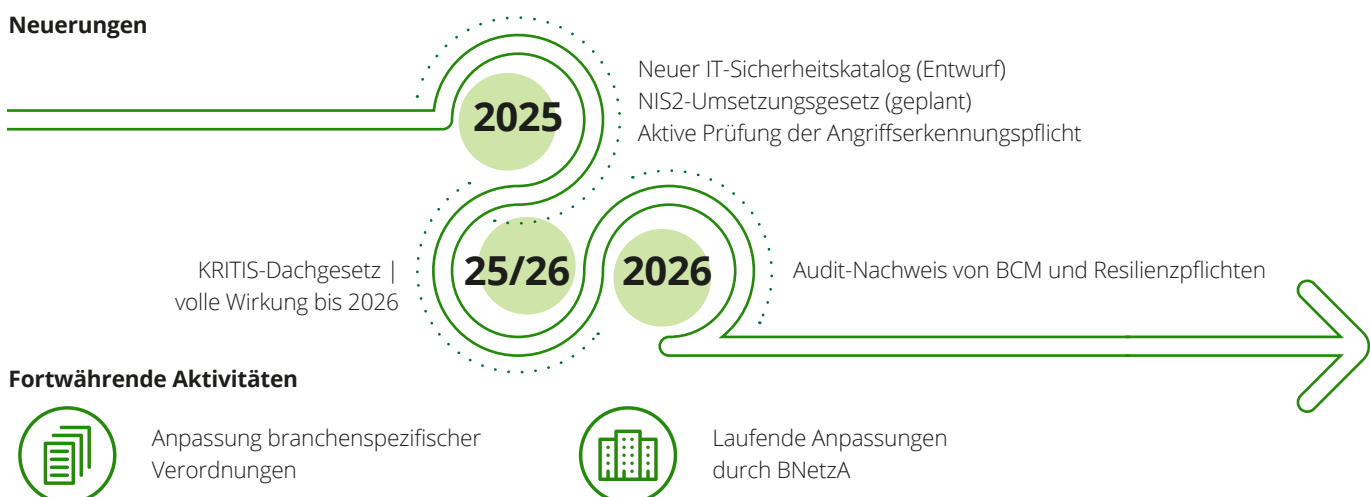 Neuerungen
2025
Neuer IT-Sicherheitskatalog (Entwurf)
NIS2-Umsetzungsgesetz (geplant)
Aktive Prüfung der Angriffserkennungspflicht
KRITIS-Dachgesetz |
volle Wirkung bis 2026
25/26
2026
Audit-Nachweis von BCM und Resilienzpflichten
Fortwährende Aktivitäten
Anpassung branchenspezifischer
Verordnungen
Laufende Anpassungen
durch BNetzA